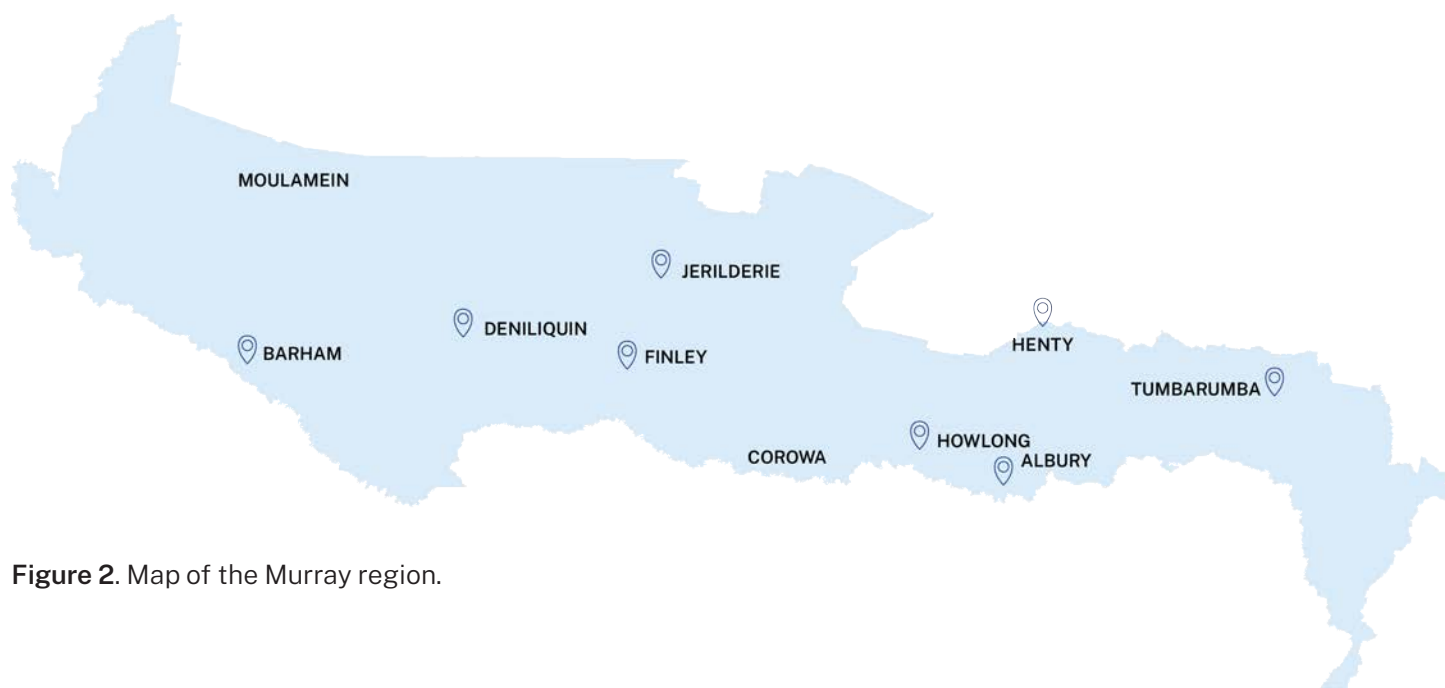 MOULAMEIN
JERILDERIE
DENILIQUIN
BARHAM
FINLEY
HENTY
TUMBARUMBA
HOWLONG
COROWA
ALBURY
Figure 2. Map of the Murray region.